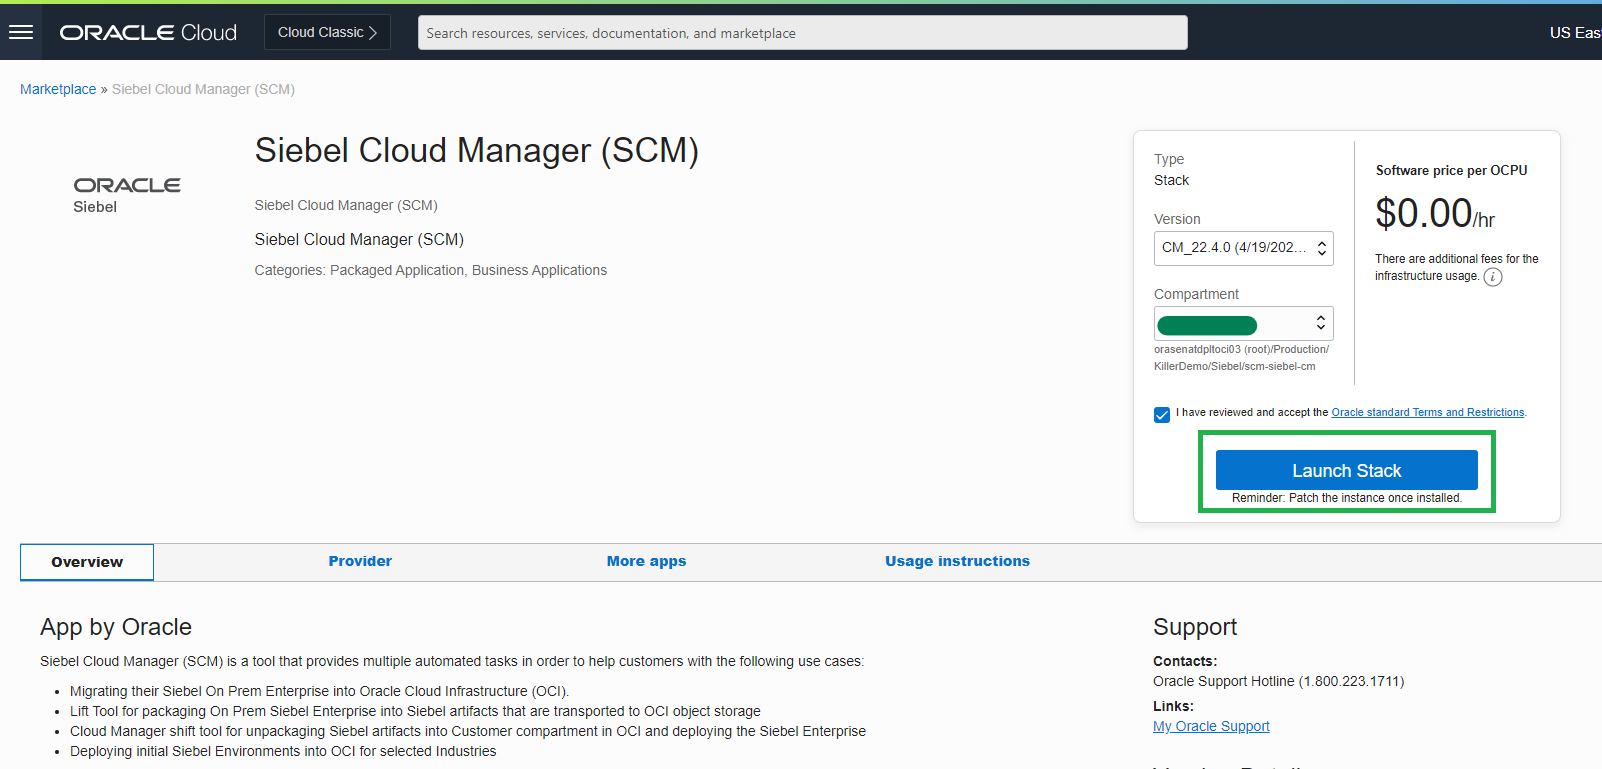 ORACLE Cloud
Cloud Classic
Search resources, services, documentation, and marketplace
US Eas
Marketplace » Siebel Cloud Manager (SCM)
ORACLE
Siebel
Siebel Cloud Manager (SCM)
Siebel Cloud Manager (SCM)
Siebel Cloud Manager (SCM)
Categories: Packaged Application, Business Applications
Type
Stack
Version
CM_22.4.0 (4/19/202...
Compartment
orasenatdpltoci03 (root)/Production/
KillerDemo/Siebel/scm-siebel-cm
Software price per OCPU
$0.00/hr
There are additional fees for the
infrastructure usage. i
I have reviewed and accept the Oracle standard Terms and Restrictions.
Launch Stack
Reminder: Patch the instance once installed.
Overview
Provider
More apps
Usage instructions
App by Oracle
Siebel Cloud Manager (SCM) is a tool that provides multiple automated tasks in order to help customers with the following use cases:
• Migrating their Siebel On Prem Enterprise into Oracle Cloud Infrastructure (OCI).
• Lift Tool for packaging On Prem Siebel Enterprise into Siebel artifacts that are transported to OCI object storage
• Cloud Manager shift tool for unpackaging Siebel artifacts into Customer compartment in OCI and deploying the Siebel Enterprise
• Deploying initial Siebel Environments into OCI for selected Industries
Support
Contacts:
Oracle Support Hotline (1.800.223.1711)
Links:
My Oracle Support